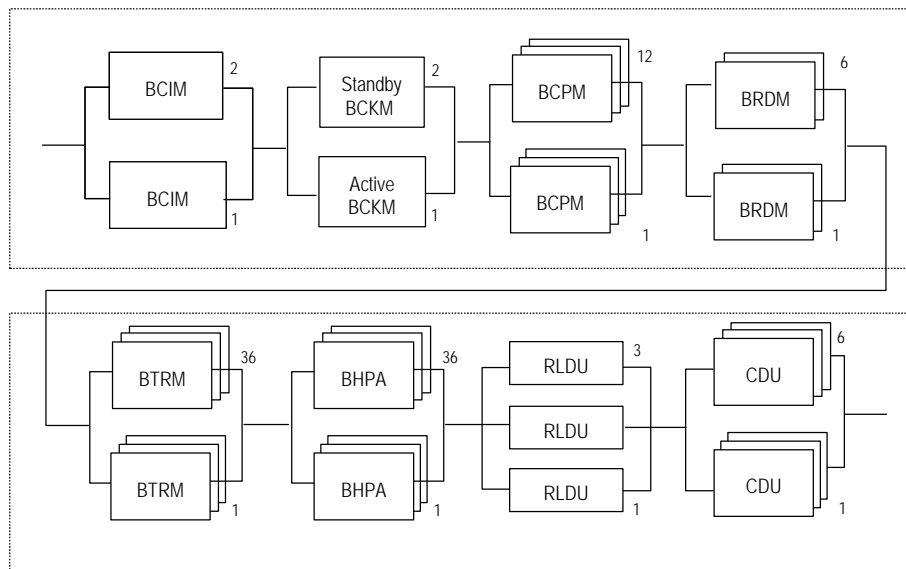 BCIM
2
BCIM
1
Standby
BCKM
2
Active
BCKM
1
BCPM
12
BCPM
1
BRDM
6
BRDM
1
BTRM
36
BTRM
1
BHPA
36
BHPA
1
RLDU
3
RLDU
RLDU
1
CDU
6
CDU
1